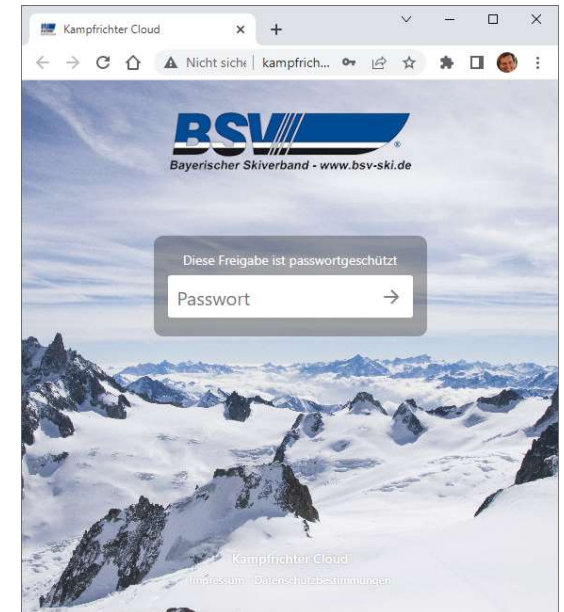 Kampfrichter Cloud
Nicht siche
kampfrich...
BSV
®
Bayerischer Skiverband - www.bsv-ski.de
Diese Freigabe ist passwortgeschützt
Passwort
Kampfrichter Cloud
Impressum · Datenschutzbestimmungen